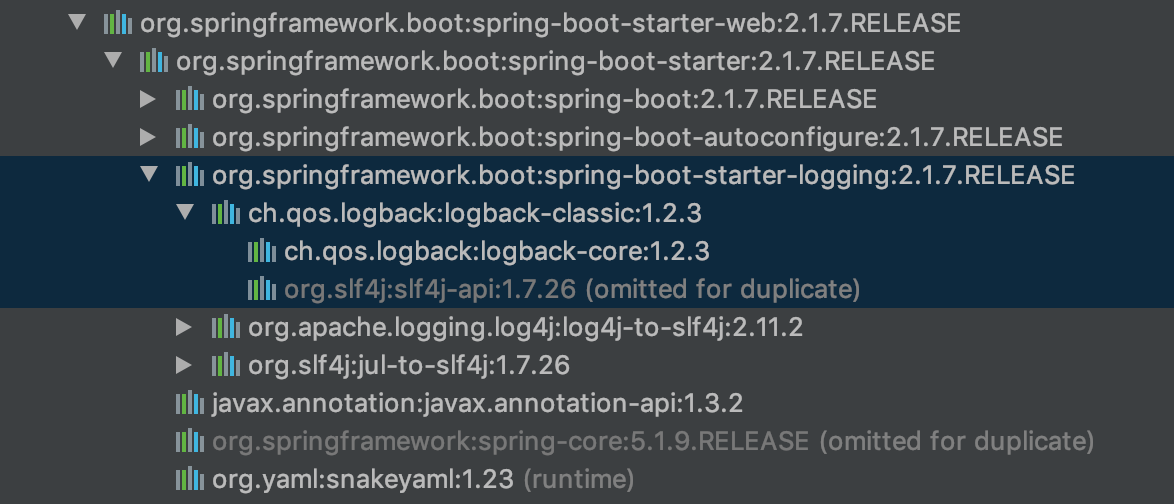 org.springframework.boot:spring-boot-starter-web:2.1.7.RELEASE
org.springframework.boot:spring-boot-starter:2.1.7.RELEASE
org.springframework.boot:spring-boot:2.1.7.RELEASE
org.springframework.boot:spring-boot-autoconfigure:2.1.7.RELEASE
org.springframework.boot:spring-boot-starter-logging:2.1.7.RELEASE
ch.qos.logback:logback-classic:1.2.3
ch.qos.logback:logback-core:1.2.3
org.slf4j:slf4j-api:1.7.26 (omitted for duplicate)
org.apache.logging.log4j:log4j-to-slf4j:2.11.2
org.slf4j:jul-to-slf4j:1.7.26
javax.annotation:javax.annotation-api:1.3.2
org.springframework:spring-core:5.1.9.RELEASE (omitted for duplicate)
org.yaml:snakeyaml:1.23 (runtime)